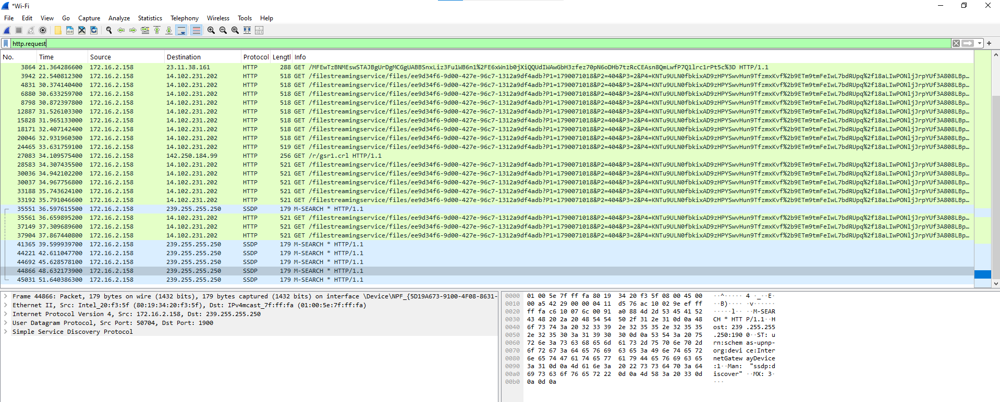 *Wi-Fi
File Edit View Go Capture Analyze Statistics Telephony Wireless Tools Help
http.request
No. Time Source Destination Protocol Lengtl Info
3864 21.364286600 172.16.2.158 23.11.38.161 HTTP 288 GET /MFEwTzBNMEswSTAJBgUrDgMCGgUABBSnxLiz3Fu1WB6n1%2FE6xWn1b0jXiQQUdIWAwGbH3zfez70pN6oDHb7tzRcCEAsn8QmLwfP7Q1lrc1rPt5c%3D HTTP/1.1
3942 22.540812300 172.16.2.158 14.102.231.202 HTTP 518 GET /filestreamingservice/files/ee9d34f6-9d00-427e-96c7-1312a9df4adb?P1=1790071018&P2=404&P3=2&P4=KNTu9ULN0fbkixAD9zHPYSwvHun9TfzmxKvf%2b9ETm9tmFeIwL7bdRUpq%2f18aLIwPONljJrpYUf3A808LBp…
4831 30.374140400 172.16.2.158 14.102.231.202 HTTP 518 GET /filestreamingservice/files/ee9d34f6-9d00-427e-96c7-1312a9df4adb?P1=1790071018&P2=404&P3=2&P4=KNTu9ULN0fbkixAD9zHPYSwvHun9TfzmxKvf%2b9ETm9tmFeIwL7bdRUpq%2f18aLIwPONljJrpYUf3A808LBp…
6880 30.633259700 172.16.2.158 14.102.231.202 HTTP 518 GET /filestreamingservice/files/ee9d34f6-9d00-427e-96c7-1312a9df4adb?P1=1790071018&P2=404&P3=2&P4=KNTu9ULN0fbkixAD9zHPYSwvHun9TfzmxKvf%2b9ETm9tmFeIwL7bdRUpq%2f18aLIwPONljJrpYUf3A808LBp…
8798 30.872397800 172.16.2.158 14.102.231.202 HTTP 518 GET /filestreamingservice/files/ee9d34f6-9d00-427e-96c7-1312a9df4adb?P1=1790071018&P2=404&P3=2&P4=KNTu9ULN0fbkixAD9zHPYSwvHun9TfzmxKvf%2b9ETm9tmFeIwL7bdRUpq%2f18aLIwPONljJrpYUf3A808LBp…
12887 31.526103300 172.16.2.158 14.102.231.202 HTTP 518 GET /filestreamingservice/files/ee9d34f6-9d00-427e-96c7-1312a9df4adb?P1=1790071018&P2=404&P3=2&P4=KNTu9ULN0fbkixAD9zHPYSwvHun9TfzmxKvf%2b9ETm9tmFeIwL7bdRUpq%2f18aLIwPONljJrpYUf3A808LBp…
15828 31.965133000 172.16.2.158 14.102.231.202 HTTP 518 GET /filestreamingservice/files/ee9d34f6-9d00-427e-96c7-1312a9df4adb?P1=1790071018&P2=404&P3=2&P4=KNTu9ULN0fbkixAD9zHPYSwvHun9TfzmxKvf%2b9ETm9tmFeIwL7bdRUpq%2f18aLIwPONljJrpYUf3A808LBp…
18171 32.407142400 172.16.2.158 14.102.231.202 HTTP 518 GET /filestreamingservice/files/ee9d34f6-9d00-427e-96c7-1312a9df4adb?P1=1790071018&P2=404&P3=2&P4=KNTu9ULN0fbkixAD9zHPYSwvHun9TfzmxKvf%2b9ETm9tmFeIwL7bdRUpq%2f18aLIwPONljJrpYUf3A808LBp…
20046 32.931960300 172.16.2.158 14.102.231.202 HTTP 518 GET /filestreamingservice/files/ee9d34f6-9d00-427e-96c7-1312a9df4adb?P1=1790071018&P2=404&P3=2&P4=KNTu9ULN0fbkixAD9zHPYSwvHun9TfzmxKvf%2b9ETm9tmFeIwL7bdRUpq%2f18aLIwPONljJrpYUf3A808LBp…
24465 33.631759100 172.16.2.158 14.102.231.202 HTTP 519 GET /filestreamingservice/files/ee9d34f6-9d00-427e-96c7-1312a9df4adb?P1=1790071018&P2=404&P3=2&P4=KNTu9ULN0fbkixAD9zHPYSwvHun9TfzmxKvf%2b9ETm9tmFeIwL7bdRUpq%2f18aLIwPONljJrpYUf3A808LBp…
27083 34.109575400 172.16.2.158 142.250.184.99 HTTP 256 GET /r/gsr1.crl HTTP/1.1
28583 34.307435500 172.16.2.158 14.102.231.202 HTTP 521 GET /filestreamingservice/files/ee9d34f6-9d00-427e-96c7-1312a9df4adb?P1=1790071018&P2=404&P3=2&P4=KNTu9ULN0fbkixAD9zHPYSwvHun9TfzmxKvf%2b9ETm9tmFeIwL7bdRUpq%2f18aLIwPONljJrpYUf3A808LBp…
30036 34.942102200 172.16.2.158 14.102.231.202 HTTP 521 GET /filestreamingservice/files/ee9d34f6-9d00-427e-96c7-1312a9df4adb?P1=1790071018&P2=404&P3=2&P4=KNTu9ULN0fbkixAD9zHPYSwvHun9TfzmxKvf%2b9ETm9tmFeIwL7bdRUpq%2f18aLIwPONljJrpYUf3A808LBp…
30037 34.967756800 172.16.2.158 14.102.231.202 HTTP 521 GET /filestreamingservice/files/ee9d34f6-9d00-427e-96c7-1312a9df4adb?P1=1790071018&P2=404&P3=2&P4=KNTu9ULN0fbkixAD9zHPYSwvHun9TfzmxKvf%2b9ETm9tmFeIwL7bdRUpq%2f18aLIwPONljJrpYUf3A808LBp…
33188 35.743624100 172.16.2.158 14.102.231.202 HTTP 521 GET /filestreamingservice/files/ee9d34f6-9d00-427e-96c7-1312a9df4adb?P1=1790071018&P2=404&P3=2&P4=KNTu9ULN0fbkixAD9zHPYSwvHun9TfzmxKvf%2b9ETm9tmFeIwL7bdRUpq%2f18aLIwPONljJrpYUf3A808LBp…
33192 35.791046600 172.16.2.158 14.102.231.202 HTTP 521 GET /filestreamingservice/files/ee9d34f6-9d00-427e-96c7-1312a9df4adb?P1=1790071018&P2=404&P3=2&P4=KNTu9ULN0fbkixAD9zHPYSwvHun9TfzmxKvf%2b9ETm9tmFeIwL7bdRUpq%2f18aLIwPONljJrpYUf3A808LBp…
35551 36.597615500 172.16.2.158 239.255.255.250 SSDP 179 M-SEARCH * HTTP/1.1
35561 36.659895200 172.16.2.158 14.102.231.202 HTTP 521 GET /filestreamingservice/files/ee9d34f6-9d00-427e-96c7-1312a9df4adb?P1=1790071018&P2=404&P3=2&P4=KNTu9ULN0fbkixAD9zHPYSwvHun9TfzmxKvf%2b9ETm9tmFeIwL7bdRUpq%2f18aLIwPONljJrpYUf3A808LBp…
37149 37.309689600 172.16.2.158 14.102.231.202 HTTP 521 GET /filestreamingservice/files/ee9d34f6-9d00-427e-96c7-1312a9df4adb?P1=1790071018&P2=404&P3=2&P4=KNTu9ULN0fbkixAD9zHPYSwvHun9TfzmxKvf%2b9ETm9tmFeIwL7bdRUpq%2f18aLIwPONljJrpYUf3A808LBp…
37904 37.867440800 172.16.2.158 14.102.231.202 HTTP 521 GET /filestreamingservice/files/ee9d34f6-9d00-427e-96c7-1312a9df4adb?P1=1790071018&P2=404&P3=2&P4=KNTu9ULN0fbkixAD9zHPYSwvHun9TfzmxKvf%2b9ETm9tmFeIwL7bdRUpq%2f18aLIwPONljJrpYUf3A808LBp…
41365 39.599939700 172.16.2.158 239.255.255.250 SSDP 179 M-SEARCH * HTTP/1.1
44221 42.611047700 172.16.2.158 239.255.255.250 SSDP 179 M-SEARCH * HTTP/1.1
44692 45.628578100 172.16.2.158 239.255.255.250 SSDP 179 M-SEARCH * HTTP/1.1
44866 48.632173900 172.16.2.158 239.255.255.250 SSDP 179 M-SEARCH * HTTP/1.1
45031 51.640386300 172.16.2.158 239.255.255.250 SSDP 179 M-SEARCH * HTTP/1.1
Frame 44866: Packet, 179 bytes on wire (1432 bits), 179 bytes captured (1432 bits) on interface \Device\NPF_{5D19A673-9100-4F08-8631-
Ethernet II, Src: Intel_20:f3:5f (80:19:34:20:f3:5f), Dst: IPv4mcast_7f:ff:fa (01:00:5e:7f:ff:fa)
Internet Protocol Version 4, Src: 172.16.2.158, Dst: 239.255.255.250
User Datagram Protocol, Src Port: 50704, Dst Port: 1900
Simple Service Discovery Protocol
0000 01 00 5e 7f ff fa 80 19 34 20 f3 5f 08 00 45 00 ··^····· 4 ·_··E·
0010 00 a5 42 29 00 00 04 11 d5 76 ac 10 02 9e ef ff ··B)···· ·v······
0020 ff fa c6 10 07 6c 00 91 a0 88 4d 2d 53 45 41 52 ·····l·· ··M-SEAR
0030 43 48 20 2a 20 48 54 54 50 2f 31 2e 31 0d 0a 48 CH * HTT P/1.1··H
0040 6f 73 74 3a 20 32 33 39 2e 32 35 35 2e 32 35 35 ost: 239 .255.255
0050 2e 32 35 30 3a 31 39 30 30 0d 0a 53 54 3a 20 75 .250:190 0··ST: u
0060 72 6e 3a 73 63 68 65 6d 61 73 2d 75 70 6e 70 2d rn:schem as-upnp-
0070 6f 72 67 3a 64 65 76 69 63 65 3a 49 6e 74 65 72 org:devi ce:Inter
0080 6e 65 74 47 61 74 65 77 61 79 44 65 76 69 63 65 netGatew ayDevice
0090 3a 31 0d 0a 4d 61 6e 3a 20 22 73 73 64 70 3a 64 :1··Man: "ssdp:d
00a0 69 73 63 6f 76 65 72 22 0d 0a 4d 58 3a 20 33 0d iscover" ··MX: 3·
00b0 0a 0d 0a ···